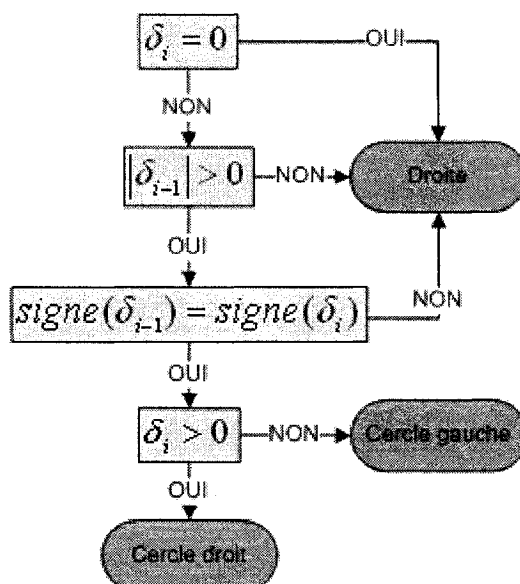 δᵢ = 0
OUI
NON
|δᵢ₋₁| > 0
NON
Droite
OUI
signe(δᵢ₋₁) = signe(δᵢ)
NON
OUI
δᵢ > 0
NON
Cercle gauche
OUI
Cercle droit